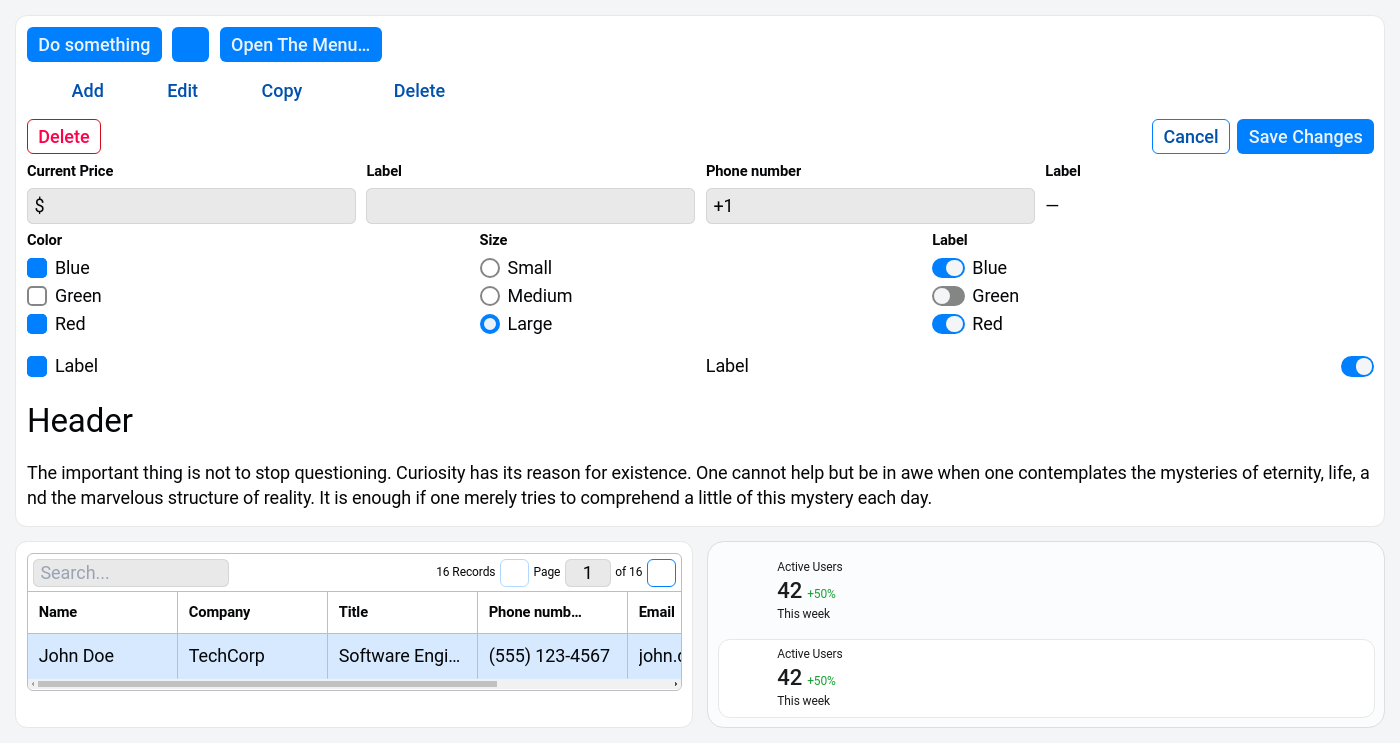 Do something Open The Menu...
Add Edit Copy Delete
Delete Cancel Save Changes
Current Price Label Phone number Label
$ +1 —
Color Size Label
Blue Small Blue
Green Medium Green
Red Large Red
Label Label
Header
The important thing is not to stop questioning. Curiosity has its reason for existence. One cannot help but be in awe when one contemplates the mysteries of eternity, life, a
nd the marvelous structure of reality. It is enough if one merely tries to comprehend a little of this mystery each day.
Search... 16 Records Page 1 of 16
Name Company Title Phone numb... Email
John Doe TechCorp Software Engi... (555) 123-4567 john.
Active Users
42 +50%
This week
Active Users
42 +50%
This week